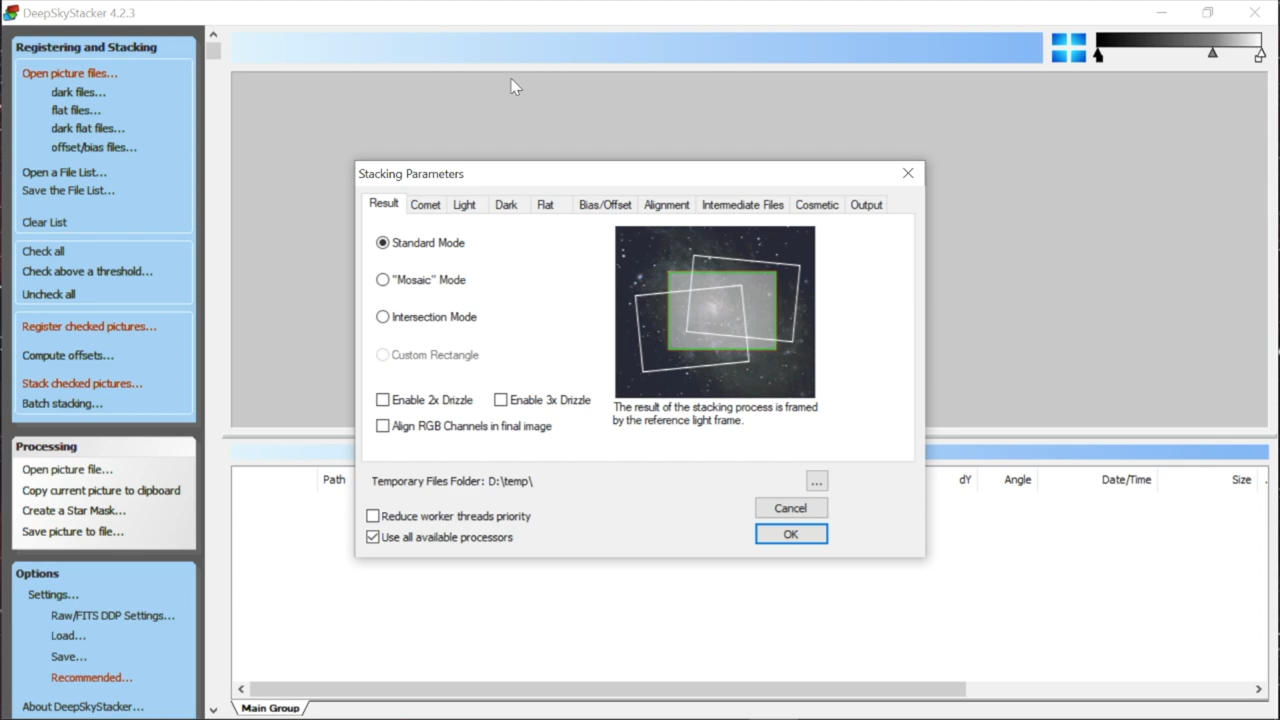 DeepSkyStacker 4.2.3
Registering and Stacking
Open picture files...
dark files...
flat files...
dark flat files...
offset/bias files...
Open a File List...
Save the File List...
Clear List
Check all
Check above a threshold...
Uncheck all
Register checked pictures...
Compute offsets...
Stack checked pictures...
Batch stacking...
Processing
Open picture file...
Copy current picture to clipboard
Create a Star Mask...
Save picture to file...
Options
Settings...
Raw/FITS DDP Settings...
Load...
Save...
Recommended...
About DeepSkyStacker...
Stacking Parameters
Result Comet Light Dark Flat Bias/Offset Alignment Intermediate Files Cosmetic Output
Standard Mode
"Mosaic" Mode
Intersection Mode
Custom Rectangle
Enable 2x Drizzle Enable 3x Drizzle
Align RGB Channels in final image
The result of the stacking process is framed
by the reference light frame.
Temporary Files Folder: D:\temp\
...
Reduce worker threads priority
Use all available processors
Cancel
OK
Path dY Angle Date/Time Size
Main Group